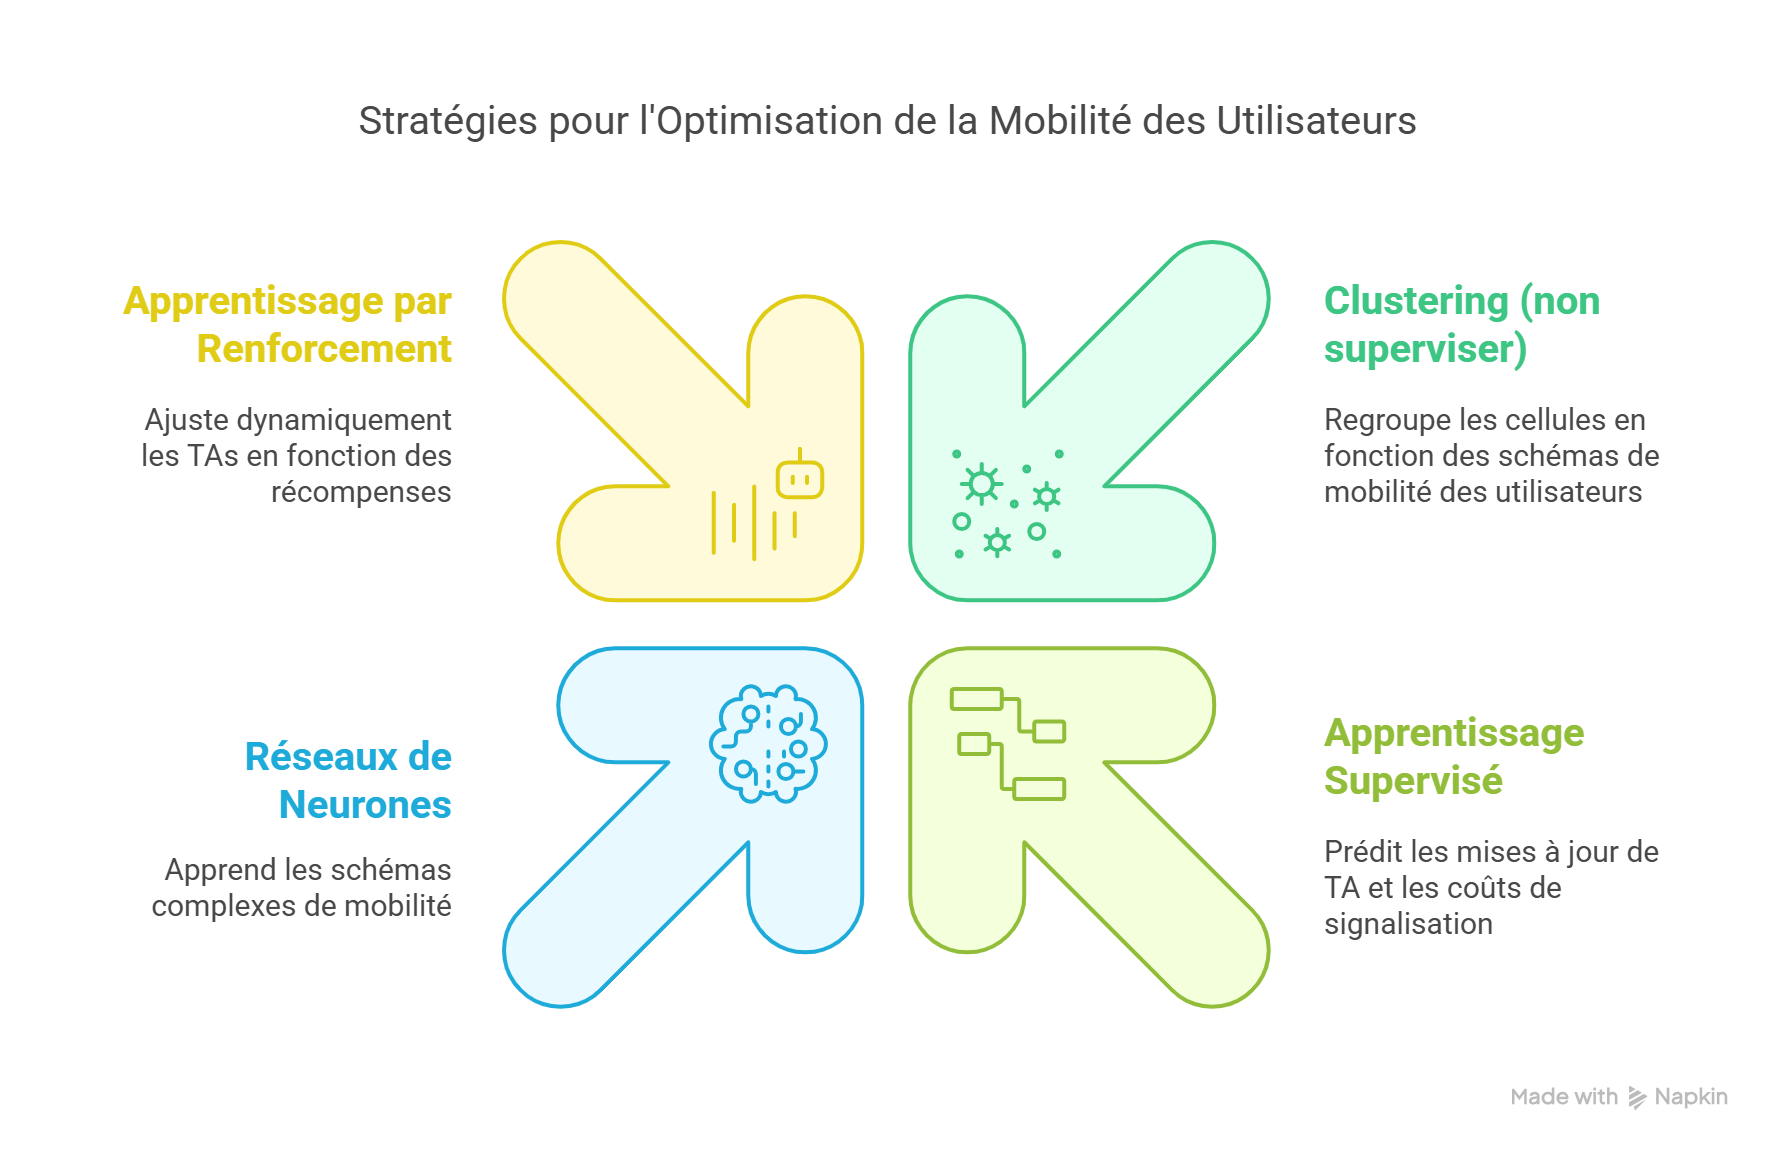 Stratégies pour l'Optimisation de la Mobilité des Utilisateurs
Apprentissage par
Renforcement
Ajuste dynamiquement
les TAs en fonction des
récompenses
Clustering (non
superviser)
Regroupe les cellules en
fonction des schémas de
mobilité des utilisateurs
Réseaux de
Neurones
Apprend les schémas
complexes de mobilité
Apprentissage
Supervisé
Prédit les mises à jour de
TA et les coûts de
signalisation
Made with Napkin